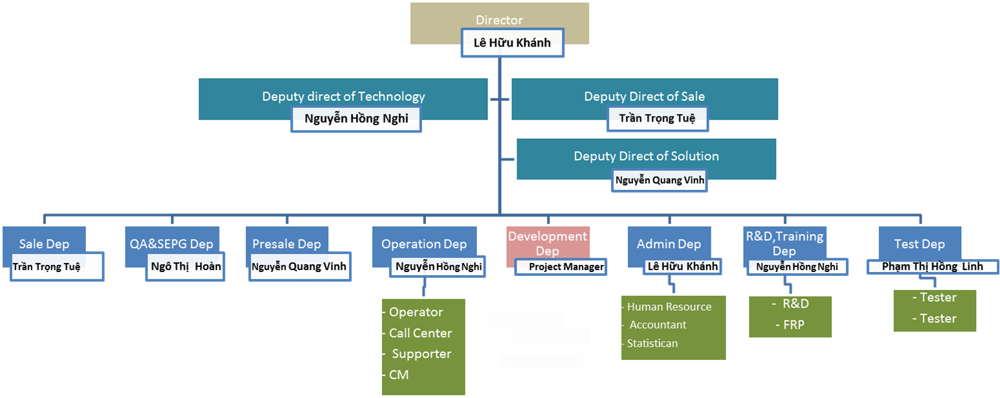 Director
Lê Hữu Khánh
Deputy direct of Technology
Nguyễn Hồng Nghi
Deputy Direct of Sale
Trần Trọng Tuệ
Deputy Direct of Solution
Nguyễn Quang Vinh
Sale Dep
Trần Trọng Tuệ
QA&SEPG Dep
Ngô Thị Hoàn
Presale Dep
Nguyễn Quang Vinh
Operation Dep
Nguyễn Hồng Nghi
- Operator
- Call Center
- Supporter
- CM
Development
Dep
Project Manager
Admin Dep
Lê Hữu Khánh
- Human Resource
- Accountant
- Statistican
R&D,Training
Dep
Nguyễn Hồng Nghi
- R&D
- FRP
Test Dep
Phạm Thị Hồng Linh
- Tester
- Tester